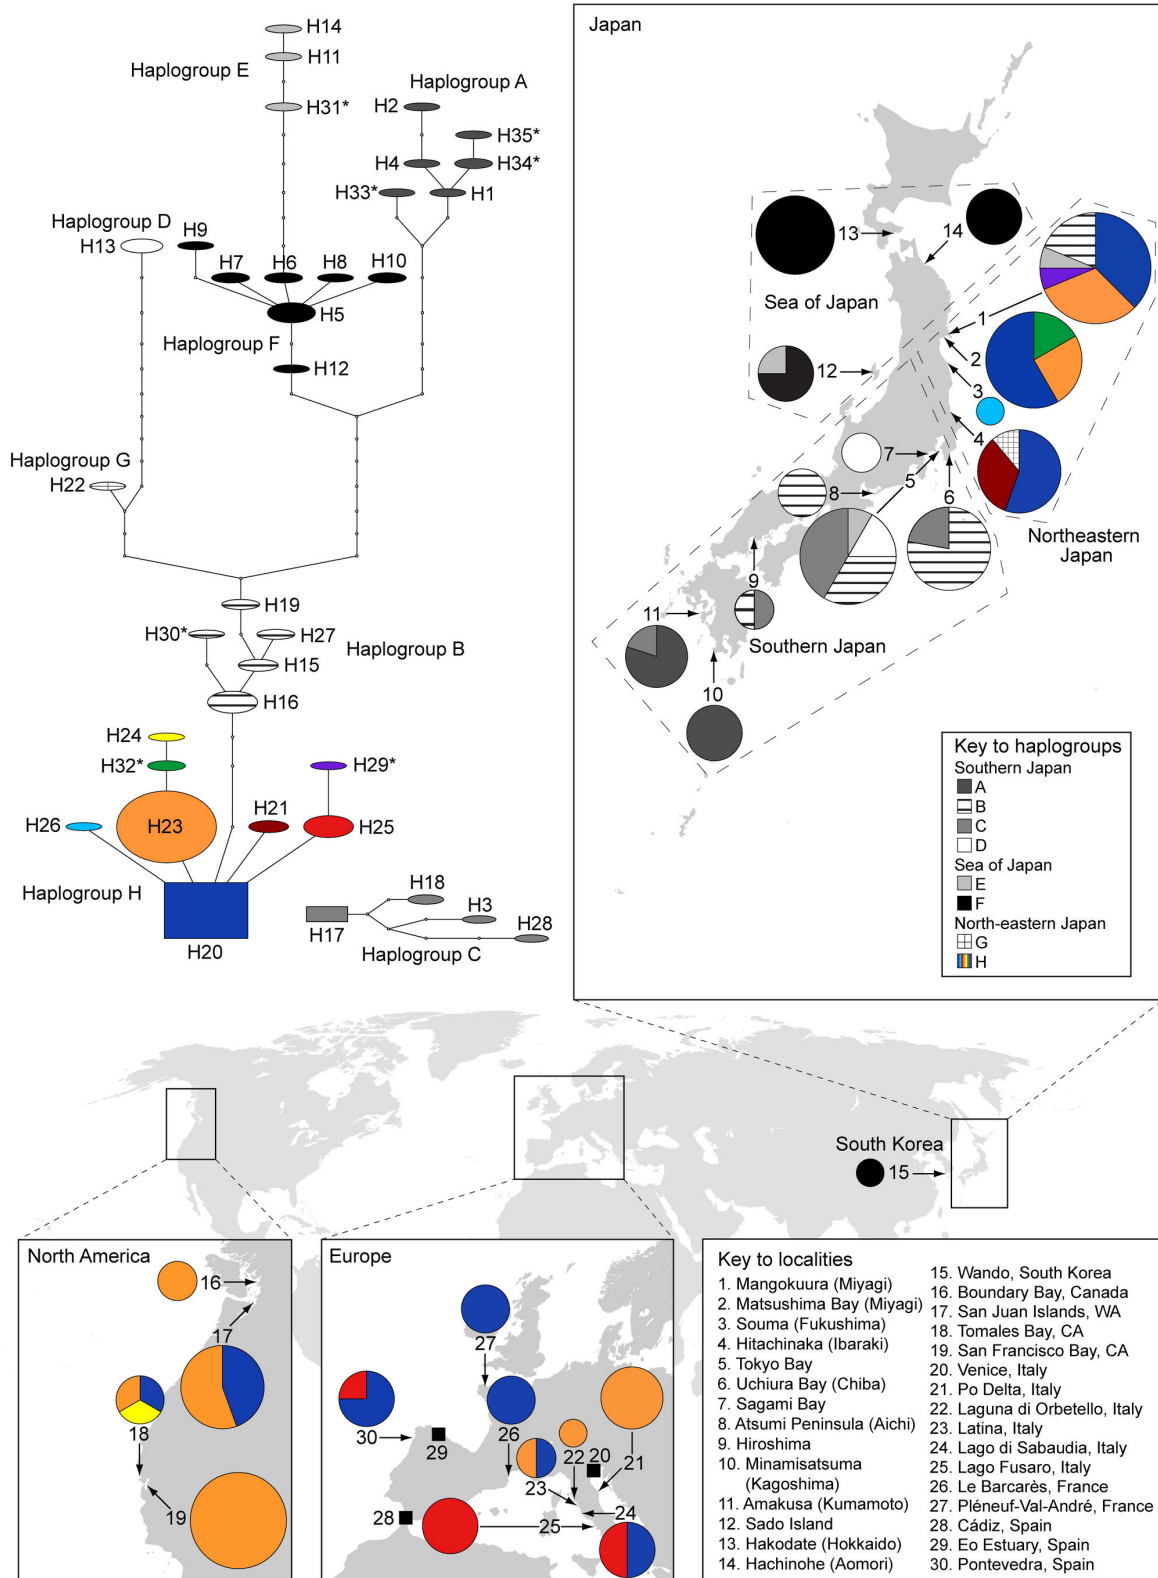 H14
H11
Haplogroup E
H31*
Haplogroup A
H2
H35*
H4
H34*
H33*
H1
Haplogroup D
H13
H9
H7
H6
H8
H10
H5
Haplogroup F
H12
Haplogroup G
H22
H19
H30*
H27
Haplogroup B
H15
H16
H24
H32*
H29*
H26
H23
H21
H25
Haplogroup H
H20
H18
H17
H3
H28
Haplogroup C
Japan
13
14
Sea of Japan
1
2
12
3
4
7
5
8
6
Northeastern
Japan
9
11
Southern Japan
10
Key to haplogroups
Southern Japan
A
B
C
D
Sea of Japan
E
F
North-eastern Japan
G
H
South Korea
15
North America
16
17
18
19
Europe
27
30
29
26
22
20
21
23
24
28
25
Key to localities
1. Mangokuura (Miyagi)
2. Matsushima Bay (Miyagi)
3. Souma (Fukushima)
4. Hitachinaka (Ibaraki)
5. Tokyo Bay
6. Uchiura Bay (Chiba)
7. Sagami Bay
8. Atsumi Peninsula (Aichi)
9. Hiroshima
10. Minamisatsuma
(Kagoshima)
11. Amakusa (Kumamoto)
12. Sado Island
13. Hakodate (Hokkaido)
14. Hachinohe (Aomori)
15. Wando, South Korea
16. Boundary Bay, Canada
17. San Juan Islands, WA
18. Tomales Bay, CA
19. San Francisco Bay, CA
20. Venice, Italy
21. Po Delta, Italy
22. Laguna di Orbetello, Italy
23. Latina, Italy
24. Lago di Sabaudia, Italy
25. Lago Fusaro, Italy
26. Le Barcarès, France
27. Pléneuf-Val-André, France
28. Cádiz, Spain
29. Eo Estuary, Spain
30. Pontevedra, Spain